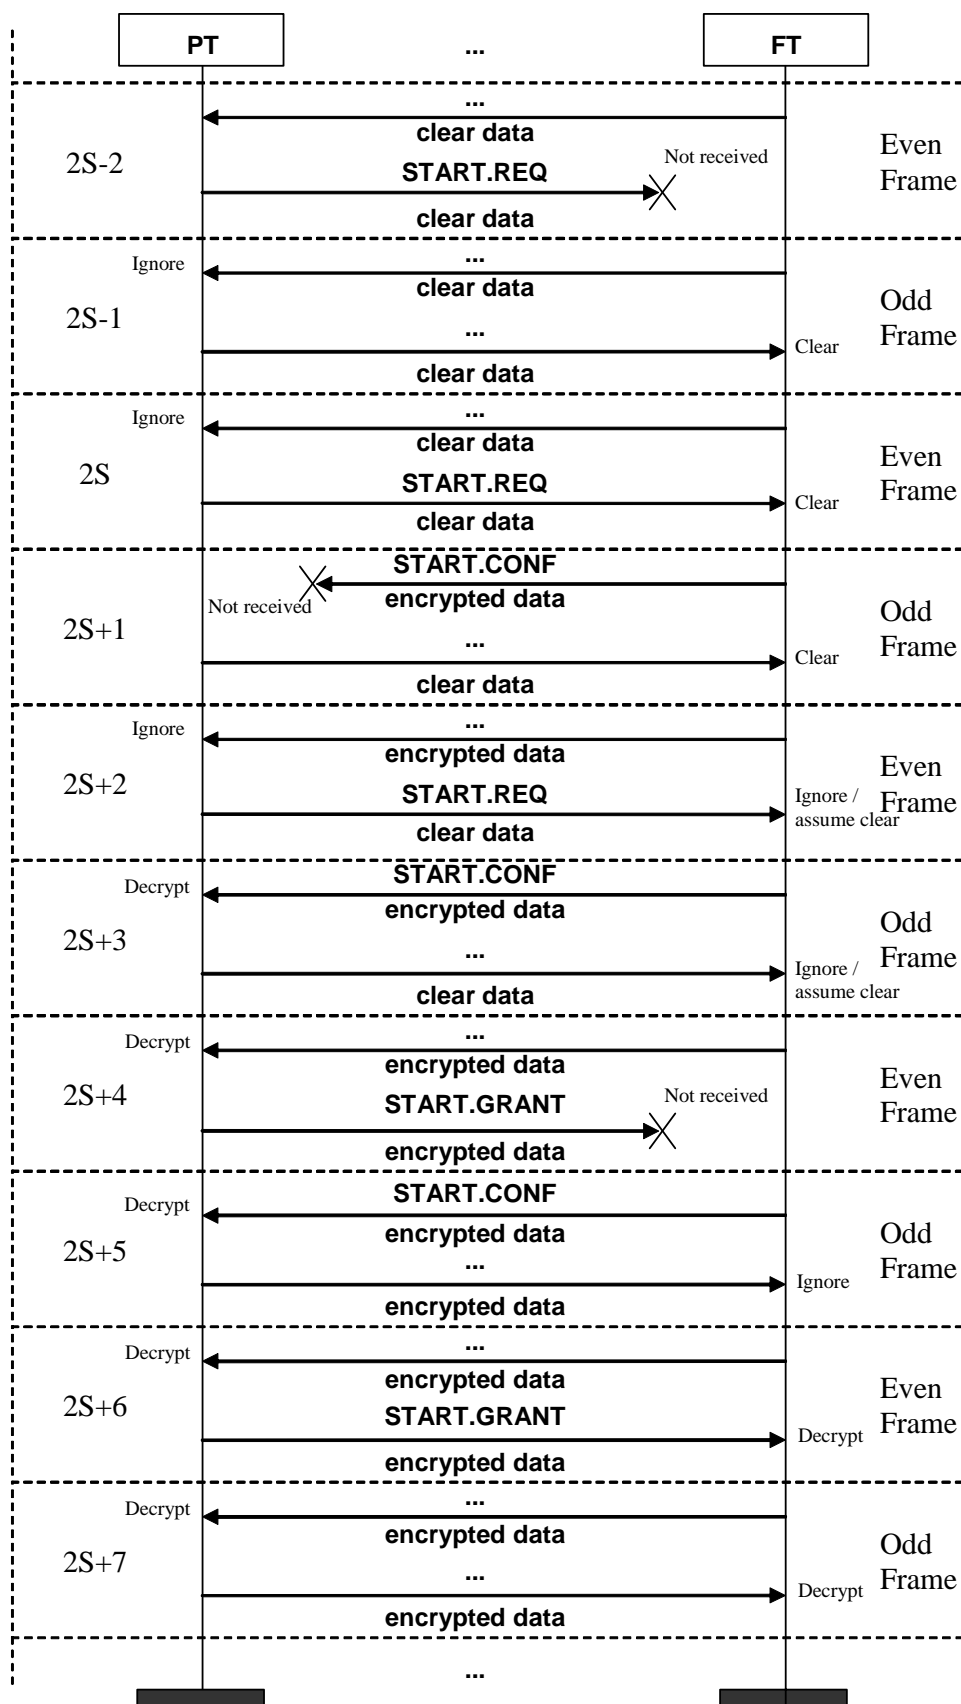 PT ... FT
...
clear data
2S-2
START.REQ
Not received
clear data
Even
Frame
Ignore
...
clear data
2S-1
...
Clear
clear data
Odd
Frame
Ignore
...
clear data
2S
START.REQ
Clear
clear data
Even
Frame
START.CONF
Not received
encrypted data
2S+1
...
Clear
clear data
Odd
Frame
Ignore
...
encrypted data
2S+2
START.REQ
Ignore /
assume clear
clear data
Even
Frame
Decrypt
START.CONF
encrypted data
2S+3
...
Ignore /
assume clear
clear data
Odd
Frame
Decrypt
...
encrypted data
2S+4
START.GRANT
Not received
encrypted data
Even
Frame
Decrypt
START.CONF
encrypted data
2S+5
...
Ignore
encrypted data
Odd
Frame
Decrypt
...
encrypted data
2S+6
START.GRANT
Decrypt
encrypted data
Even
Frame
Decrypt
...
encrypted data
2S+7
...
Decrypt
encrypted data
Odd
Frame
...